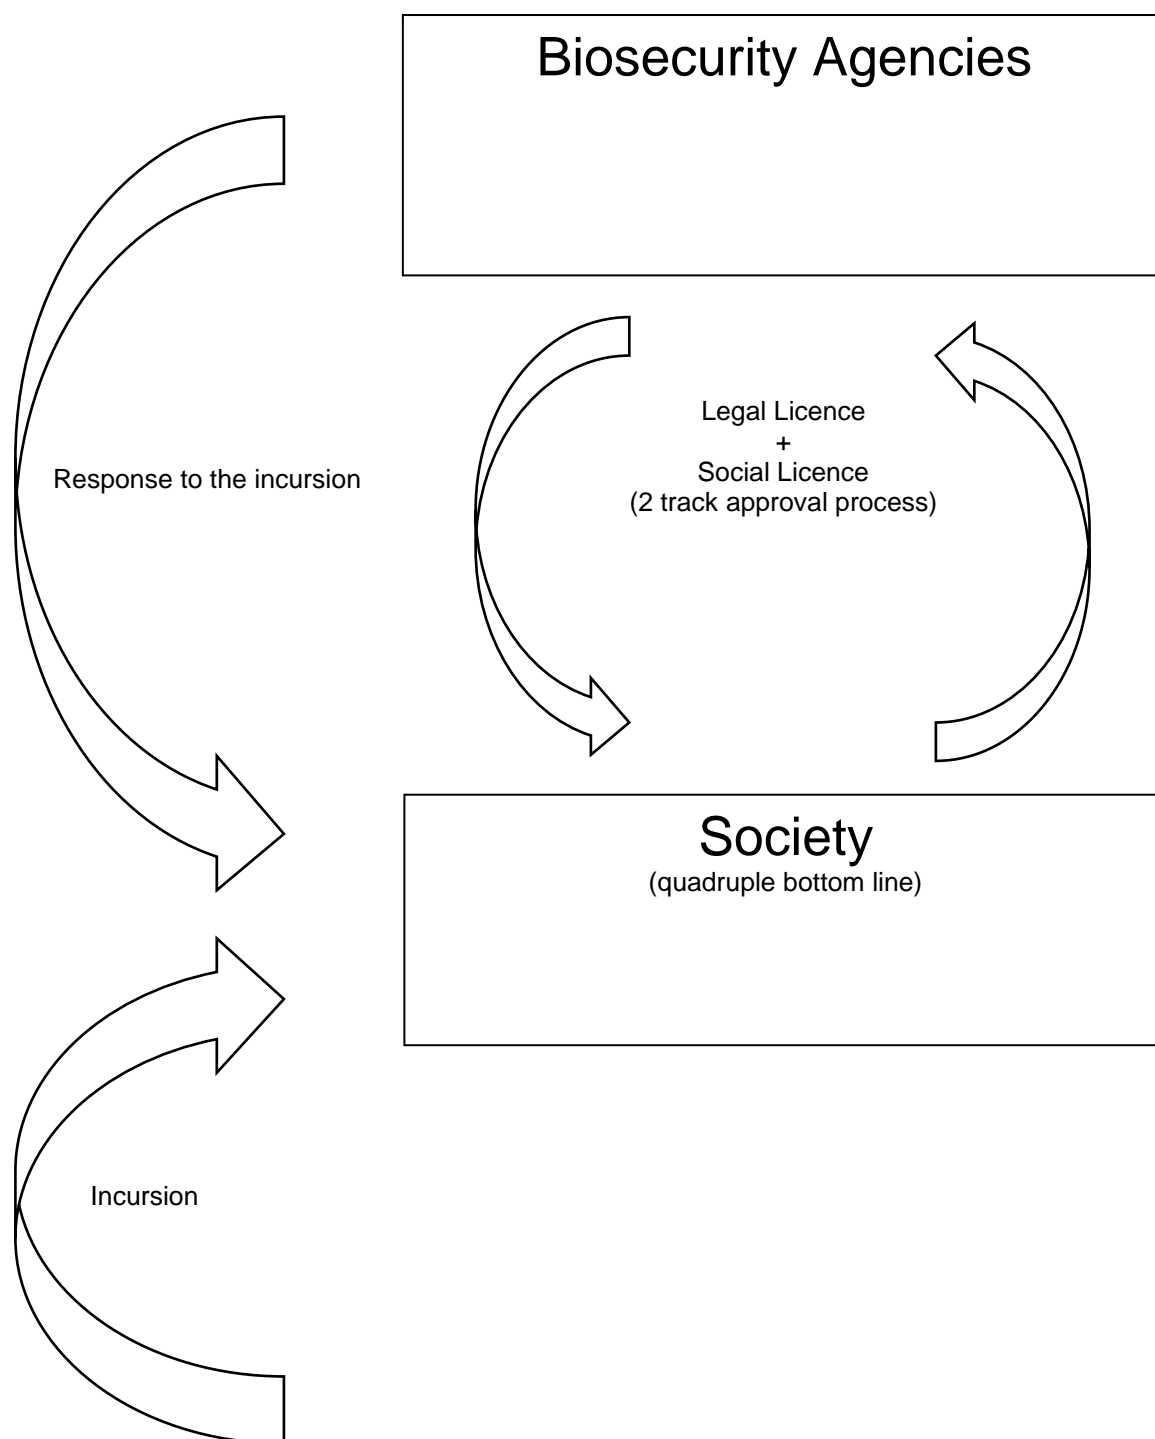 Biosecurity Agencies
Legal Licence
+
Social Licence
(2 track approval process)
Response to the incursion
Society
(quadruple bottom line)
Incursion